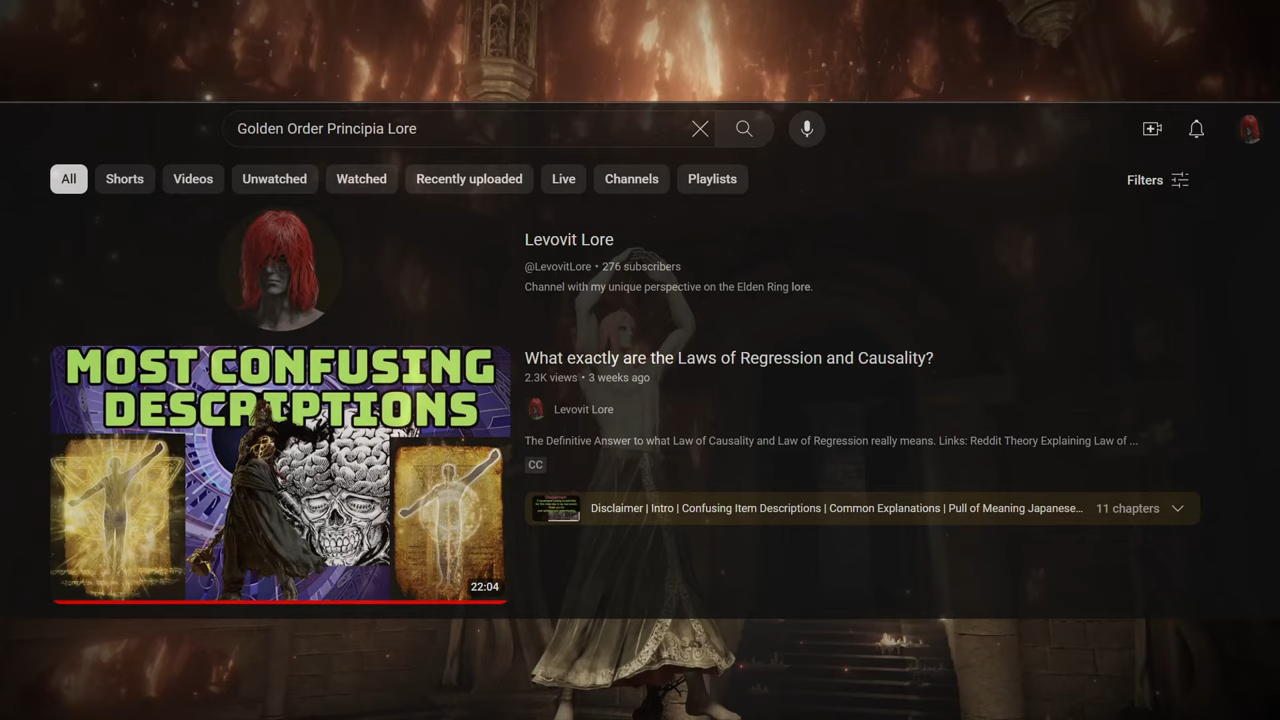 Golden Order Principia Lore
All
Shorts
Videos
Unwatched
Watched
Recently uploaded
Live
Channels
Playlists
Filters
Levovit Lore
@LevovitLore • 276 subscribers
Channel with my unique perspective on the Elden Ring lore.
MOST CONFUSING
DESCRIPTIONS
22:04
What exactly are the Laws of Regression and Causality?
2.3K views • 3 weeks ago
Levovit Lore
The Definitive Answer to what Law of Causality and Law of Regression really means. Links: Reddit Theory Explaining Law of ...
CC
Disclaimer | Intro | Confusing Item Descriptions | Common Explanations | Pull of Meaning Japanese...
11 chapters